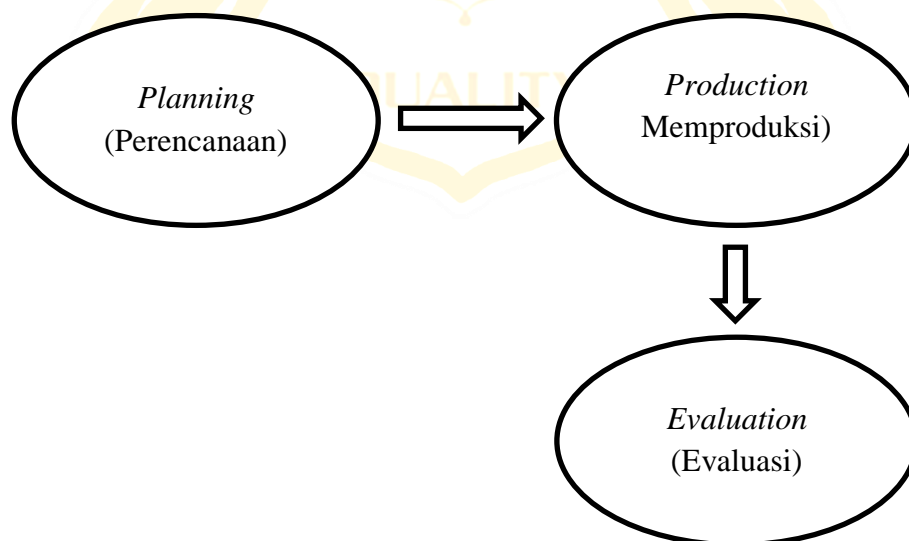 Planning
(Perencanaan)
Production
Memproduksi)
Evaluation
(Evaluasi)